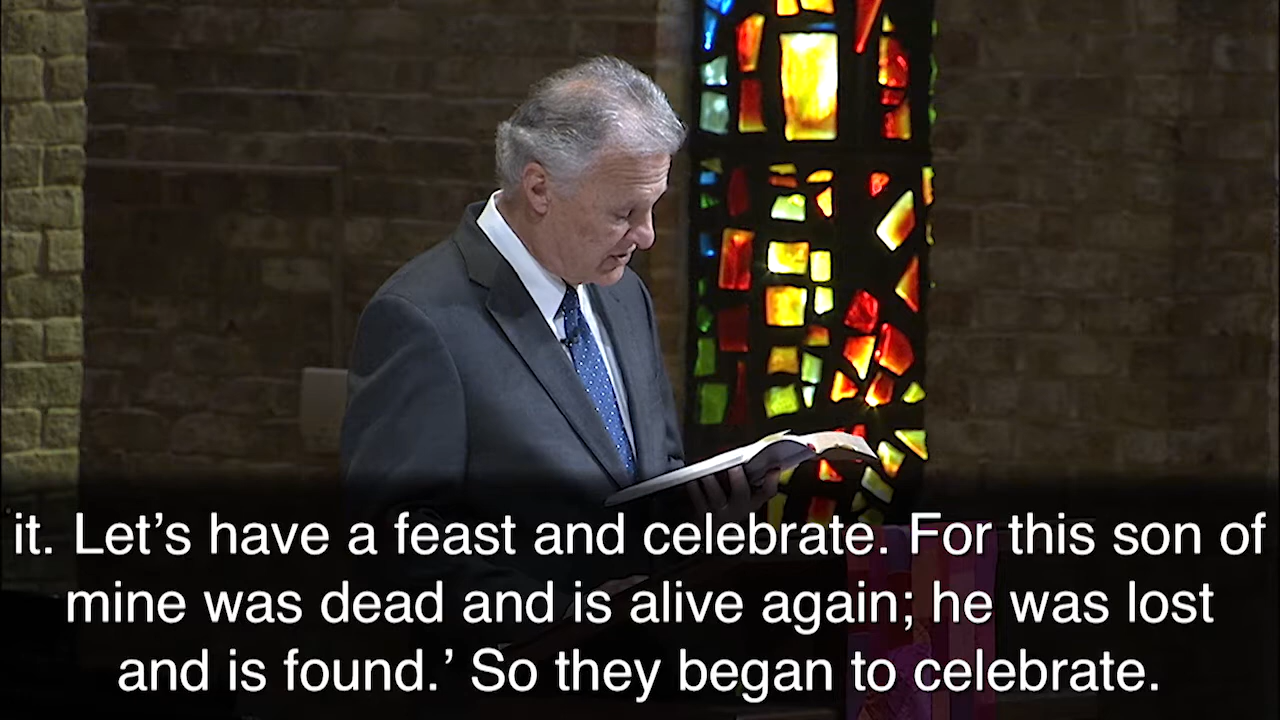 it. Let’s have a feast and celebrate. For this son of
mine was dead and is alive again; he was lost
and is found.’ So they began to celebrate.